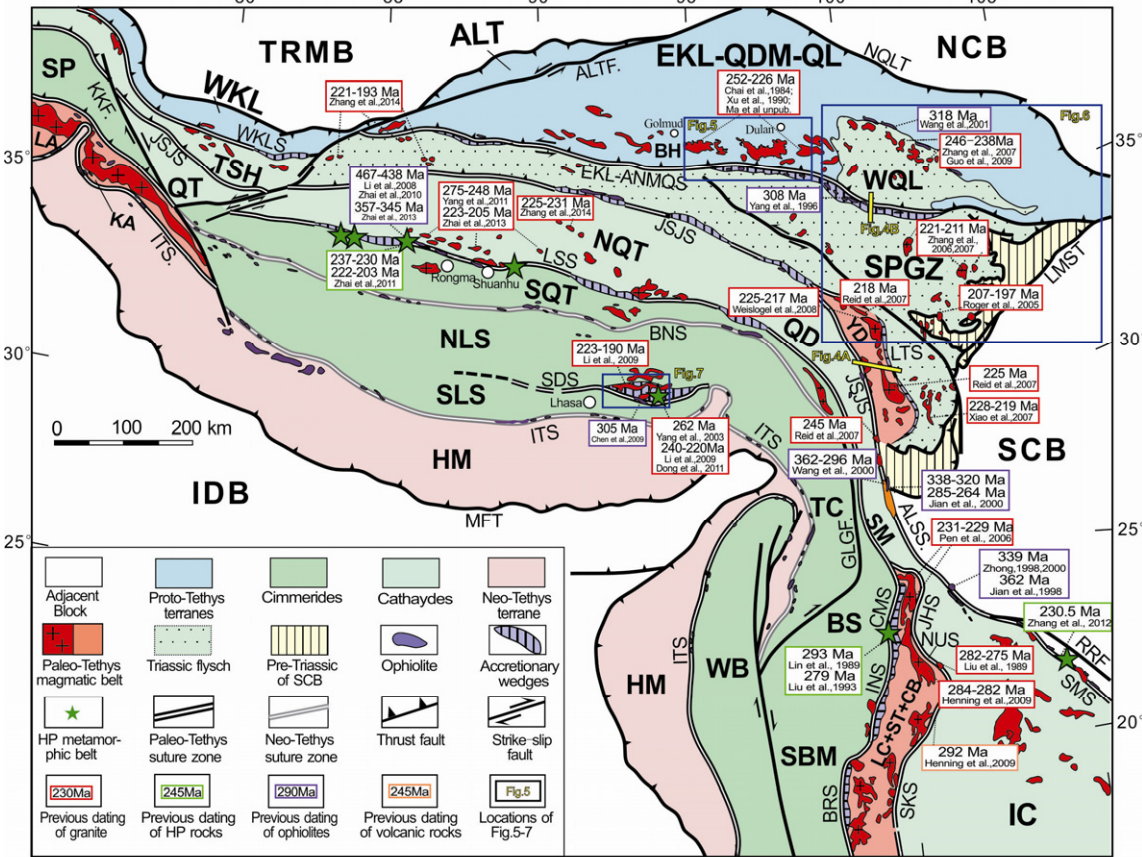 80
85
90
95
100
105
TRMB
ALT
ALTF.
EKL-QDM-QL
NQLT
NCB
SP
WKL
WKLS
KKF.
JSJS
LA
35°
QT
TSH
KA
ITS.
221-193 Ma
Zhang et al.,2014
252-226 Ma
Chai et al.,1984;
Xu et al., 1990;
Ma et al unpub.
Golmud
Fig.5
Dulan
BH
Fig.6
318 Ma
Wang et al.,2001
246-238Ma
Zhang et al., 2007
Guo et al., 2009
WQL
Fig.4B
EKL-ANMQS
308 Ma
Yang et al., 1996
467-438 Ma
Li et al.,2008
Zhai et al.,2010
357-345 Ma
Zhai et al., 2013
275-248 Ma
Yang et al.,2011
223-205 Ma
Zhai et al.,2013
225-231 Ma
Zhang et al.,2014
NQT
JSJS
LSS
237-230 Ma
222-203 Ma
Zhai et al.,2011
Rongma
Shuanhu
SQT
221-211 Ma
Zhang et al.,
2006,2007
SPGZ
LMST
218 Ma
Reid et al.,2007
207-197 Ma
Roger et al., 2005
225-217 Ma
Weislogel et al.,2008
QD
YD
LTS
30°
NLS
BNS
223-190 Ma
Li et al., 2009
Fig.7
Fig.4A
JSJS
225 Ma
Reid et al.,2007
SLS
SDS
Lhasa
228-219 Ma
Xiao et al.,2007
0 100 200 km
ITS
305 Ma
Chen et al.,2009
262 Ma
Yang et al., 2003
240-220Ma
Li et al.,2009
Dong et al., 2011
ITS
245 Ma
Reid et al.,2007
SCB
HM
362-296 Ma
Wang et al., 2000
338-320 Ma
285-264 Ma
Jian et al., 2000
IDB
MFT
TC
GLGF.
SM
ALSS.
25°
231-229 Ma
Pen et al., 2006
339 Ma
Zhong,1998,2000
362 Ma
Jian et al.,1998
CMS
JHS
BS
230.5 Ma
Zhang et al., 2012
NUS
RRF
SMS
293 Ma
Lin et al., 1989
279 Ma
Liu et al.,1993
INS
282-275 Ma
Liu et al., 1989
284-282 Ma
Henning et al.,2009
20°
HM
ITS
WB
SBM
LC+ST+CB
292 Ma
Henning et al.,2009
BRS
SKS
IC
Adjacent
Block
Proto-Tethys
terranes
Cimmerides
Cathaydes
Neo-Tethys
terrane
Paleo-Tethys
magmatic belt
Triassic flysch
Pre-Triassic
of SCB
Ophiolite
Accretionary
wedges
HP metamor-
phic belt
Paleo-Tethys
suture zone
Neo-Tethys
suture zone
Thrust fault
Strike slip
fault
230Ma
245Ma
290Ma
245Ma
Fig.5
Previous dating
of granite
Previous dating
of HP rocks
Previous dating
of ophiolites
Previous dating
of volcanic rocks
Locations of
Fig.5-7